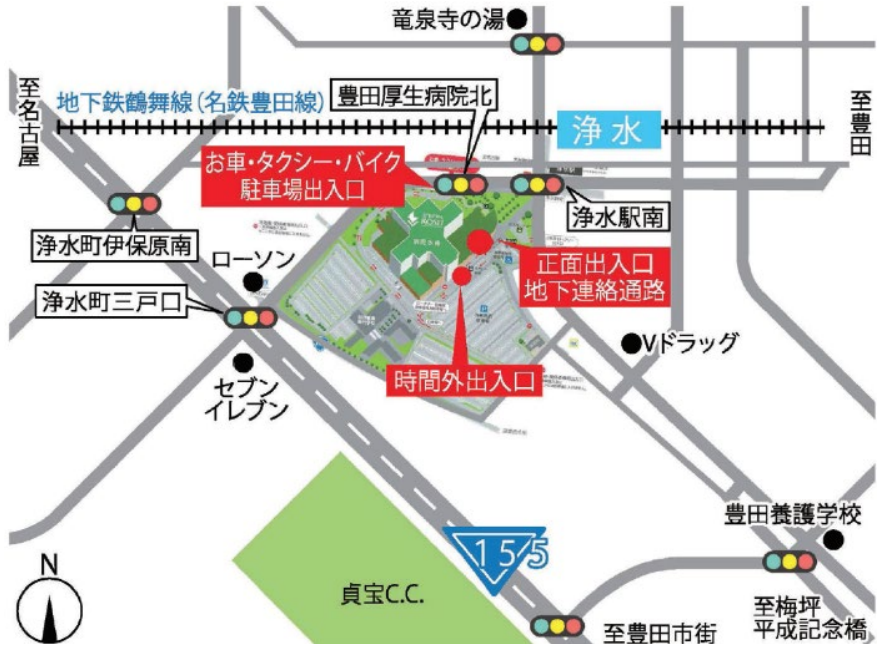 竜泉寺の湯
至名古屋
地下鉄鶴舞線(名鉄豊田線)
豊田厚生病院北
浄水
至豊田
お車・タクシー・バイク
駐車場出入口
浄水駅南
浄水町伊保原南
ローソン
正面出入口
地下連絡通路
浄水町三戸口
Vドラッグ
時間外出入口
セブン
イレブン
豊田養護学校
155
N
貞宝C.C.
至豊田市街
至梅坪
平成記念橋